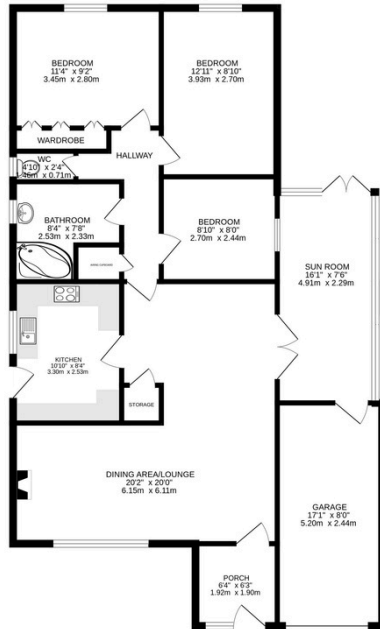 BEDROOM
11'4" x 9'2"
3.45m x 2.80m
BEDROOM
12'11" x 8'10"
3.93m x 2.70m
WARDROBE
WC
4'10" x 2'4"
1.46m x 0.71m
HALLWAY
BATHROOM
8'4" x 7'8"
2.53m x 2.33m
BEDROOM
8'10" x 8'0"
2.70m x 2.44m
SUN ROOM
16'1" x 7'6"
4.91m x 2.29m
KITCHEN
10'10" x 8'4"
3.30m x 2.53m
STORAGE
DINING AREA/LOUNGE
20'2" x 20'0"
6.15m x 6.11m
GARAGE
17'1" x 8'0"
5.20m x 2.44m
PORCH
6'4" x 6'3"
1.92m x 1.90m